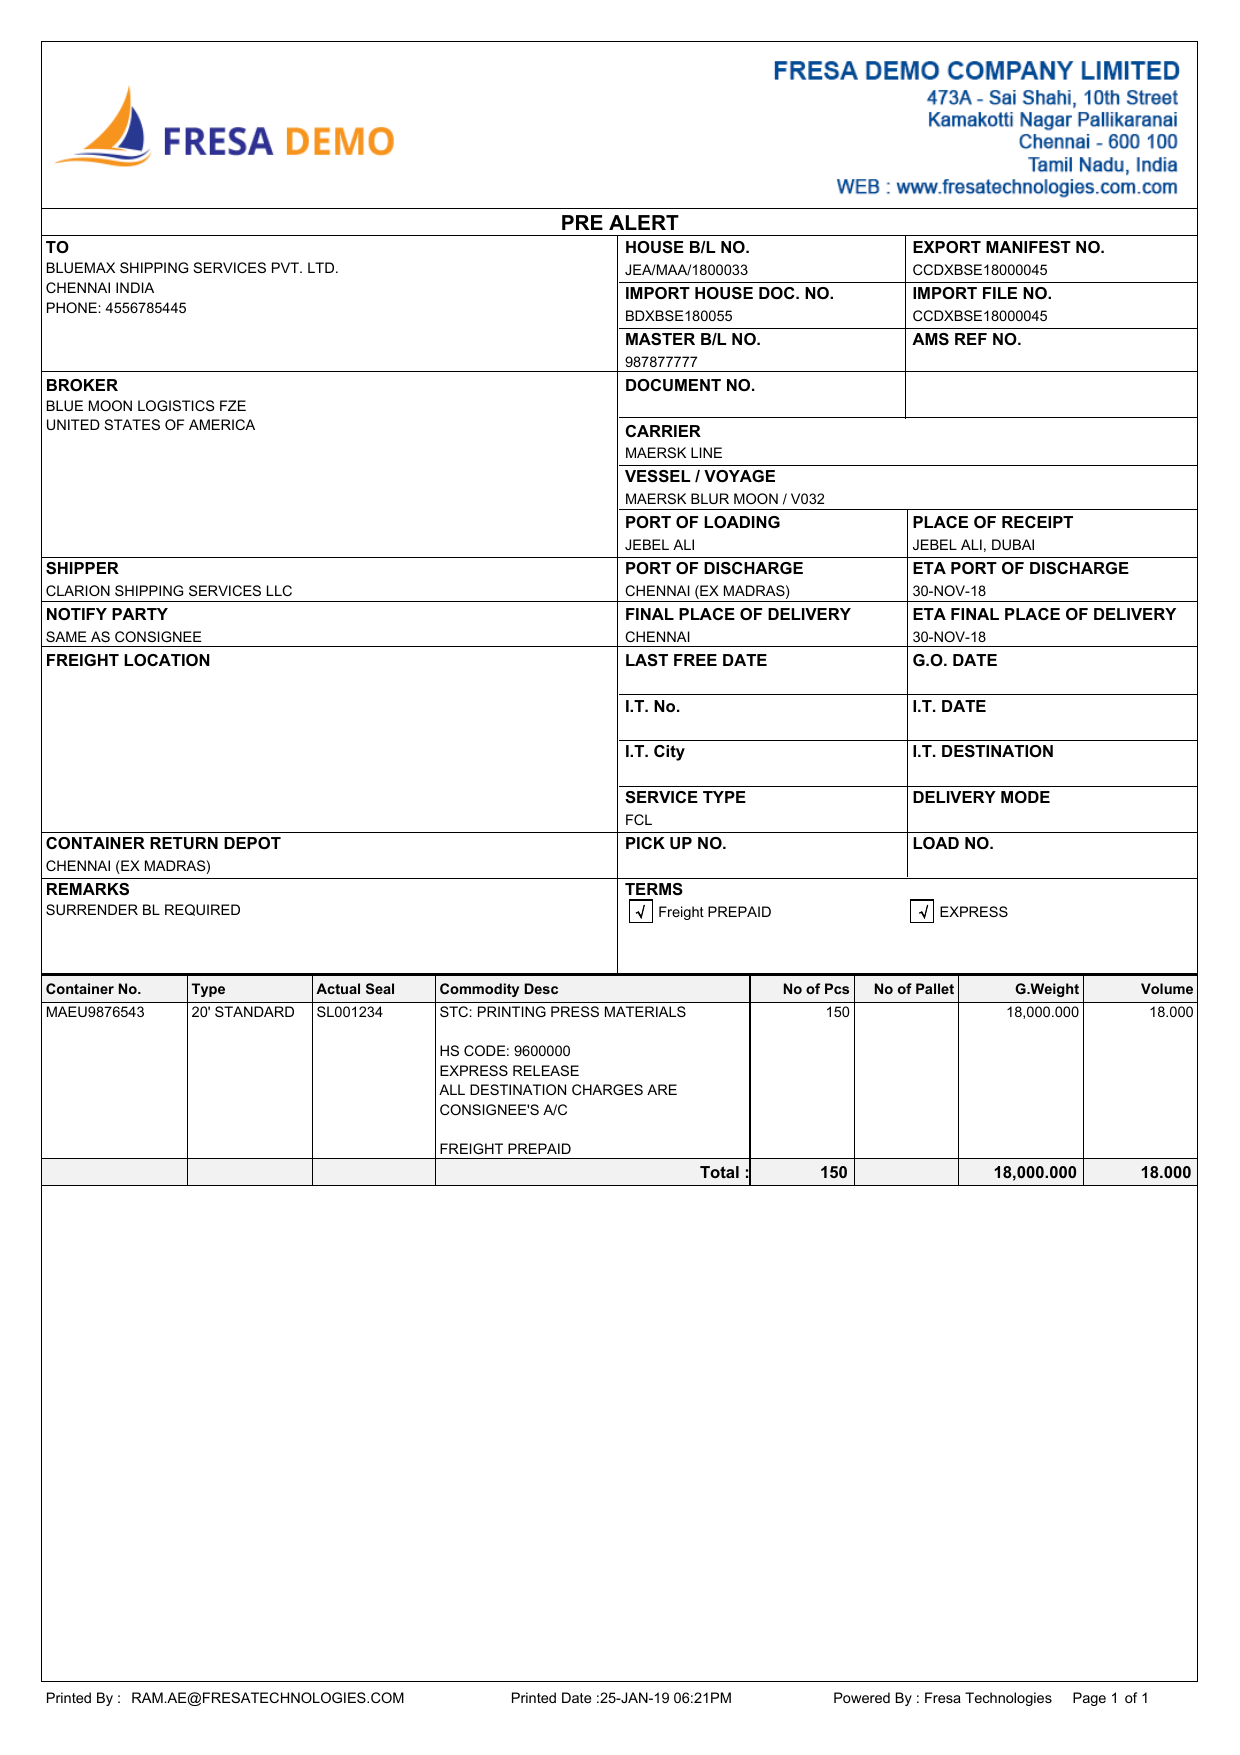 FRESA DEMO
FRESA DEMO COMPANY LIMITED
473A - Sai Shahi, 10th Street
Kamakotti Nagar Pallikaranai
Chennai - 600 100
Tamil Nadu, India
WEB : www.fresatechnologies.com.com
PRE ALERT
TO
BLUEMAX SHIPPING SERVICES PVT. LTD.
CHENNAI INDIA
PHONE: 4556785445
HOUSE B/L NO.
JEA/MAA/1800033
EXPORT MANIFEST NO.
CCDXBSE18000045
IMPORT HOUSE DOC. NO.
BDXBSE180055
IMPORT FILE NO.
CCDXBSE18000045
MASTER B/L NO.
987877777
AMS REF NO.
BROKER
BLUE MOON LOGISTICS FZE
UNITED STATES OF AMERICA
DOCUMENT NO.
CARRIER
MAERSK LINE
VESSEL / VOYAGE
MAERSK BLUR MOON / V032
PORT OF LOADING
JEBEL ALI
PLACE OF RECEIPT
JEBEL ALI, DUBAI
SHIPPER
CLARION SHIPPING SERVICES LLC
PORT OF DISCHARGE
CHENNAI (EX MADRAS)
ETA PORT OF DISCHARGE
30-NOV-18
NOTIFY PARTY
SAME AS CONSIGNEE
FINAL PLACE OF DELIVERY
CHENNAI
ETA FINAL PLACE OF DELIVERY
30-NOV-18
FREIGHT LOCATION
LAST FREE DATE
G.O. DATE
I.T. No.
I.T. DATE
I.T. City
I.T. DESTINATION
SERVICE TYPE
FCL
DELIVERY MODE
CONTAINER RETURN DEPOT
CHENNAI (EX MADRAS)
PICK UP NO.
LOAD NO.
REMARKS
SURRENDER BL REQUIRED
TERMS
√ Freight PREPAID
√ EXPRESS
Container No. Type Actual Seal Commodity Desc No of Pcs No of Pallet G.Weight Volume
MAEU9876543 20' STANDARD SL001234 STC: PRINTING PRESS MATERIALS 150 18,000.000 18.000
HS CODE: 9600000
EXPRESS RELEASE
ALL DESTINATION CHARGES ARE
CONSIGNEE'S A/C
FREIGHT PREPAID
Total : 150 18,000.000 18.000
Printed By : RAM.AE@FRESATECHNOLOGIES.COM Printed Date :25-JAN-19 06:21PM Powered By : Fresa Technologies Page 1 of 1